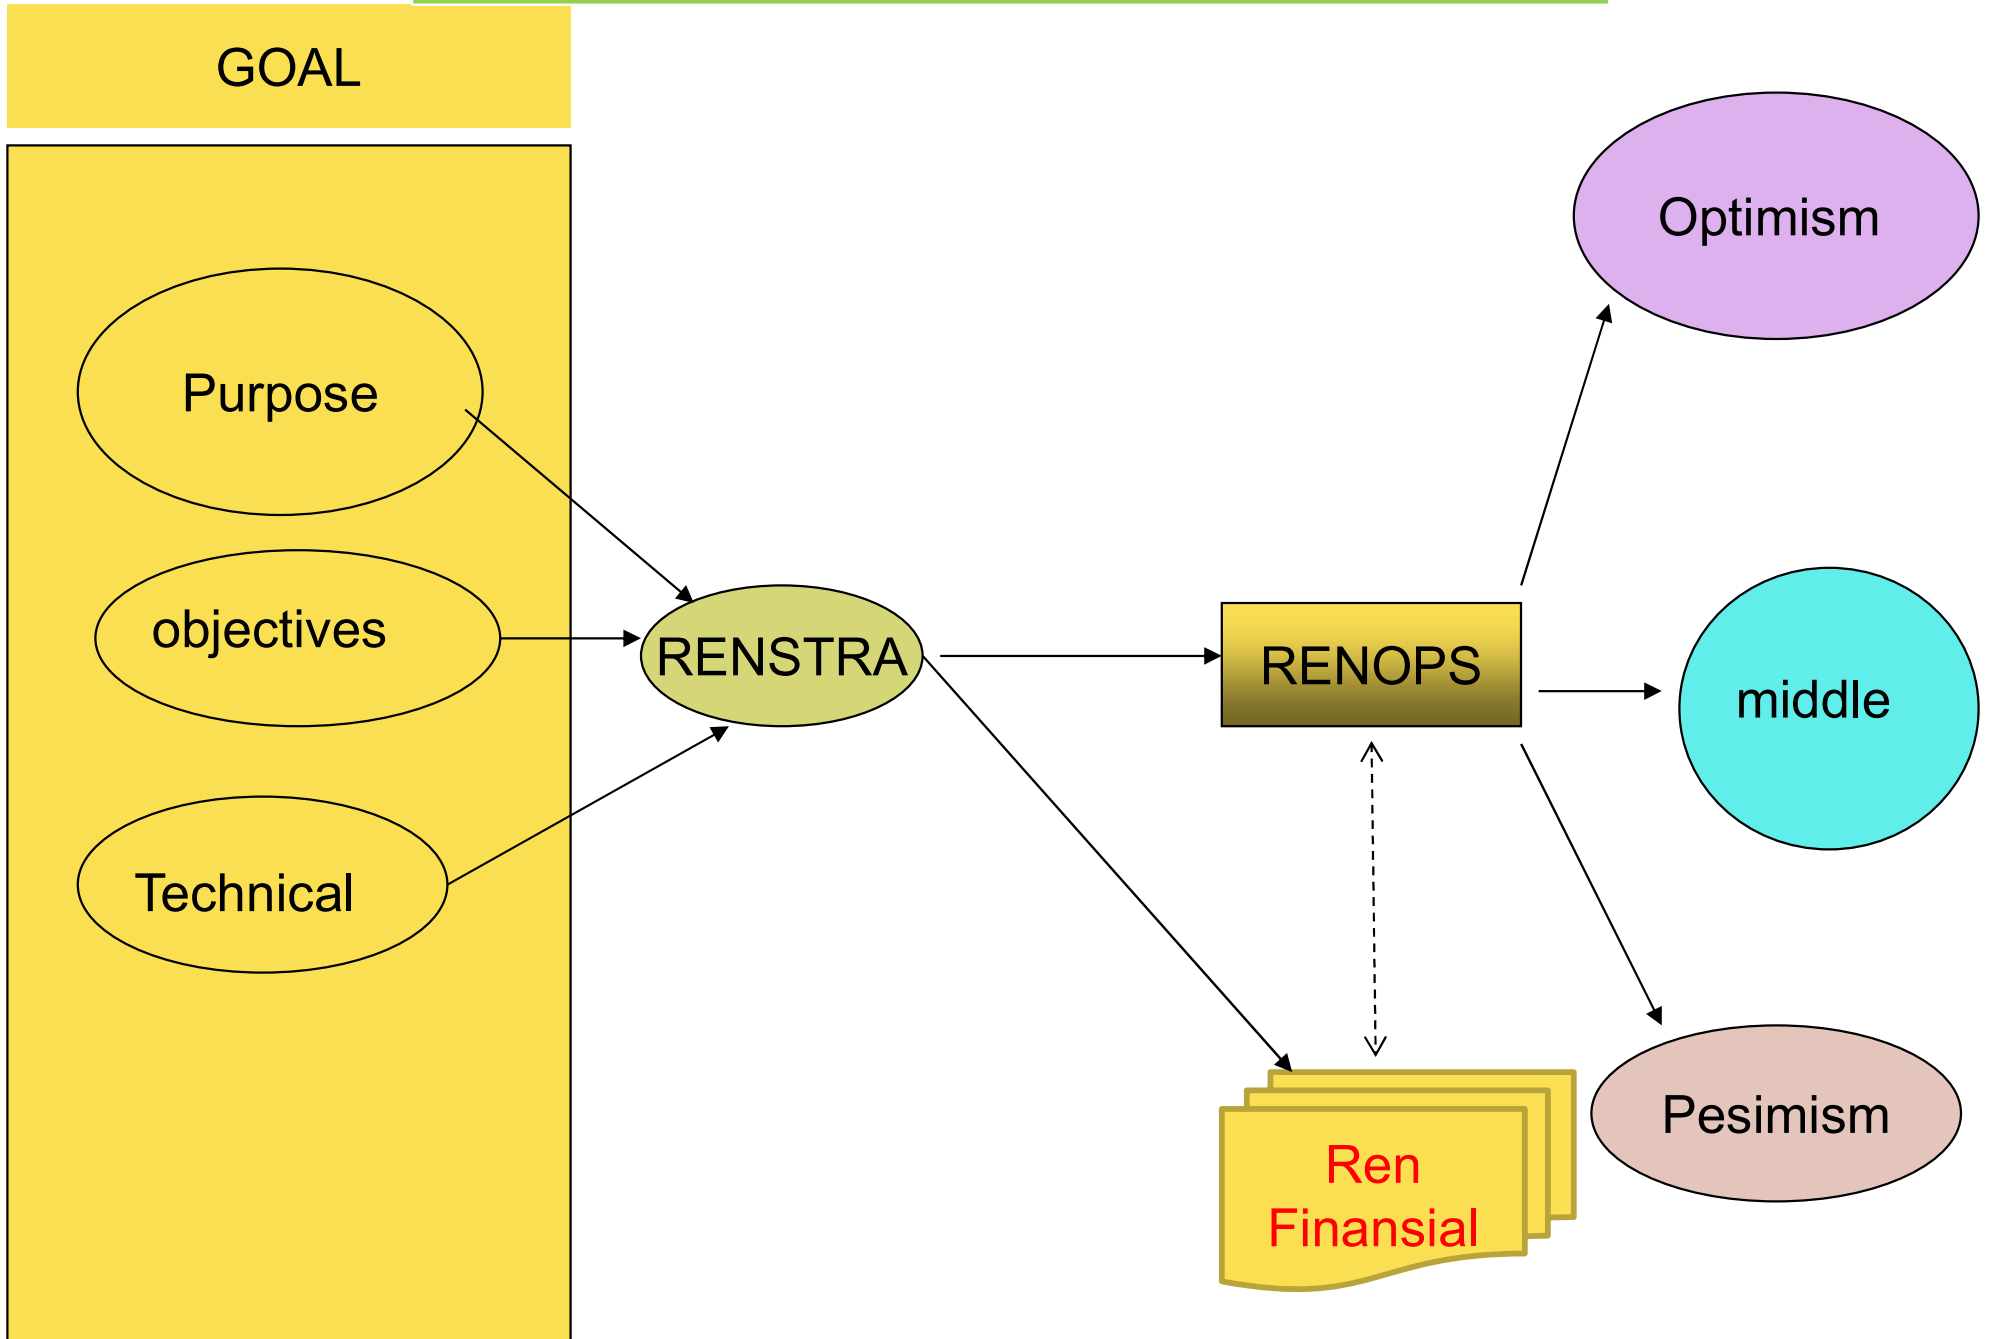 GOAL
Purpose
objectives
Technical
RENSTRA
RENOPS
Optimism
middle
Pesimism
Ren
Finansial